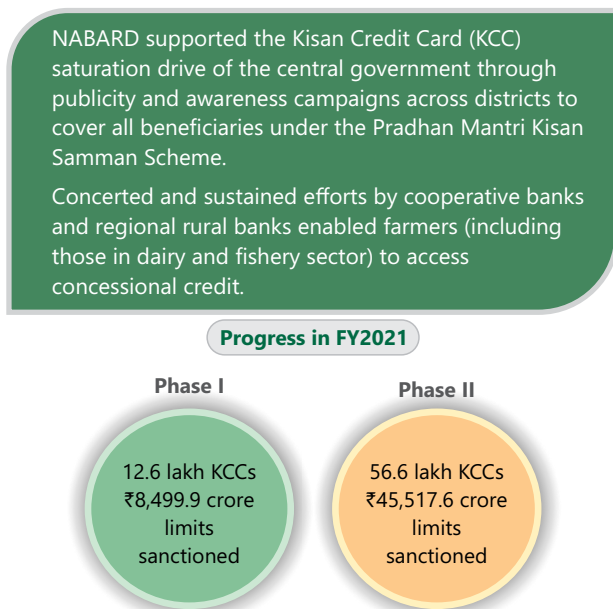 NABARD supported the Kisan Credit Card (KCC)
saturation drive of the central government through
publicity and awareness campaigns across districts to
cover all beneficiaries under the Pradhan Mantri Kisan
Samman Scheme.
Concerted and sustained efforts by cooperative banks
and regional rural banks enabled farmers (including
those in dairy and fishery sector) to access
concessional credit.
Progress in FY2021
Phase I
12.6 lakh KCCs
₹8,499.9 crore
limits
sanctioned
Phase II
56.6 lakh KCCs
₹45,517.6 crore
limits
sanctioned